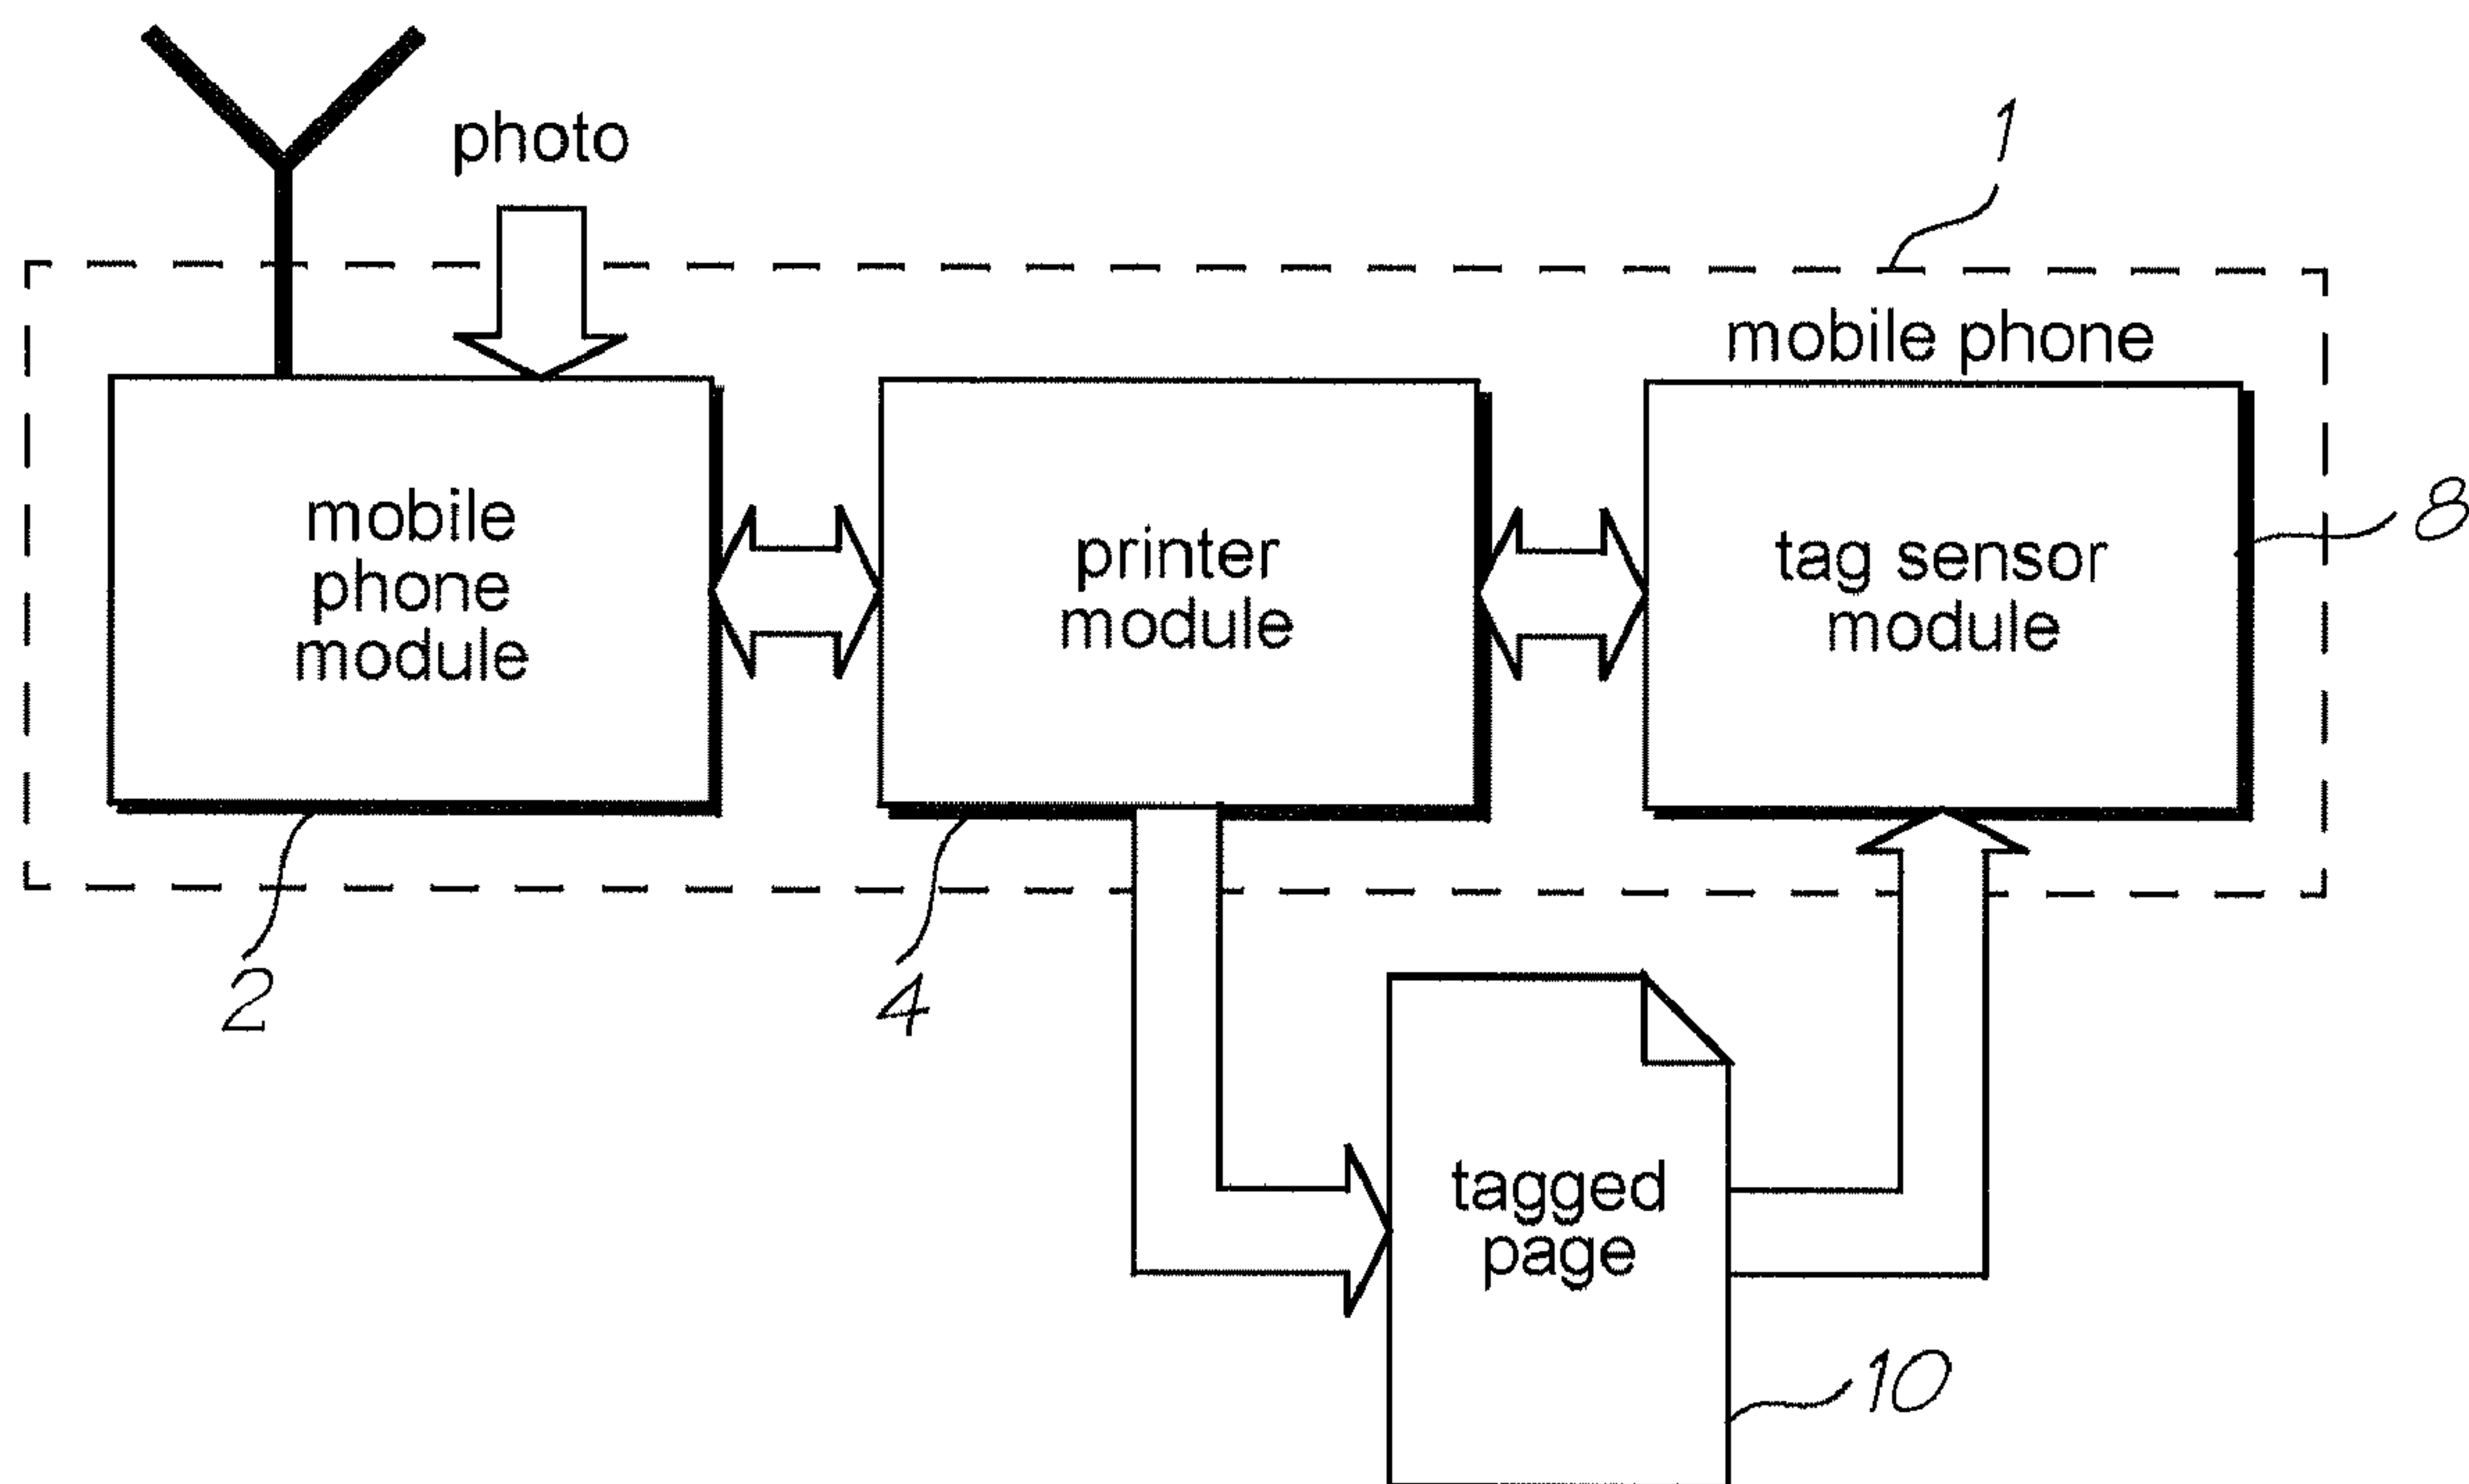 photo
1
mobile phone
mobile
phone
module
printer
module
tag sensor
module
8
2
4
tagged
page
10